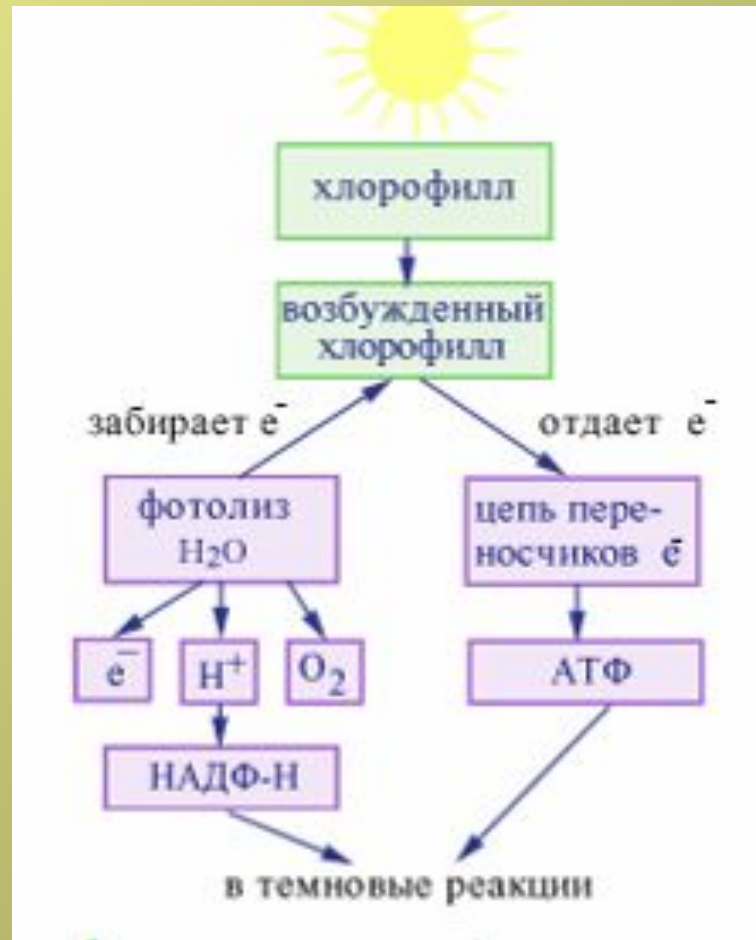 хлорофилл
возбужденный
хлорофилл
забирает e⁻
отдает e⁻
фотолиз
H₂O
цепь пере-
носчиков e⁻
e⁻
H⁺
O₂
АТФ
НАДФ-Н
в темновые реакции